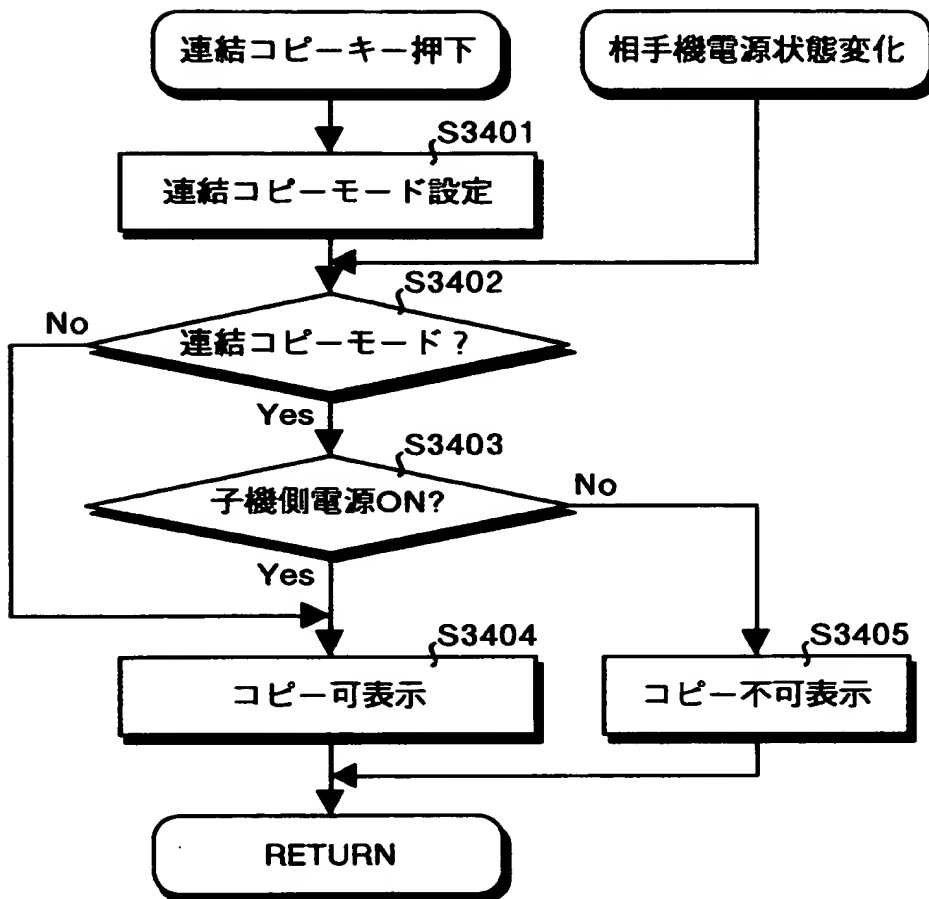 連結コピーキー押下
相手機電源状態変化
S3401
連結コピーモード設定
S3402
No
連結コピーモード？
Yes
S3403
子機側電源ON?
No
Yes
S3404
コピー可表示
S3405
コピー不可表示
RETURN